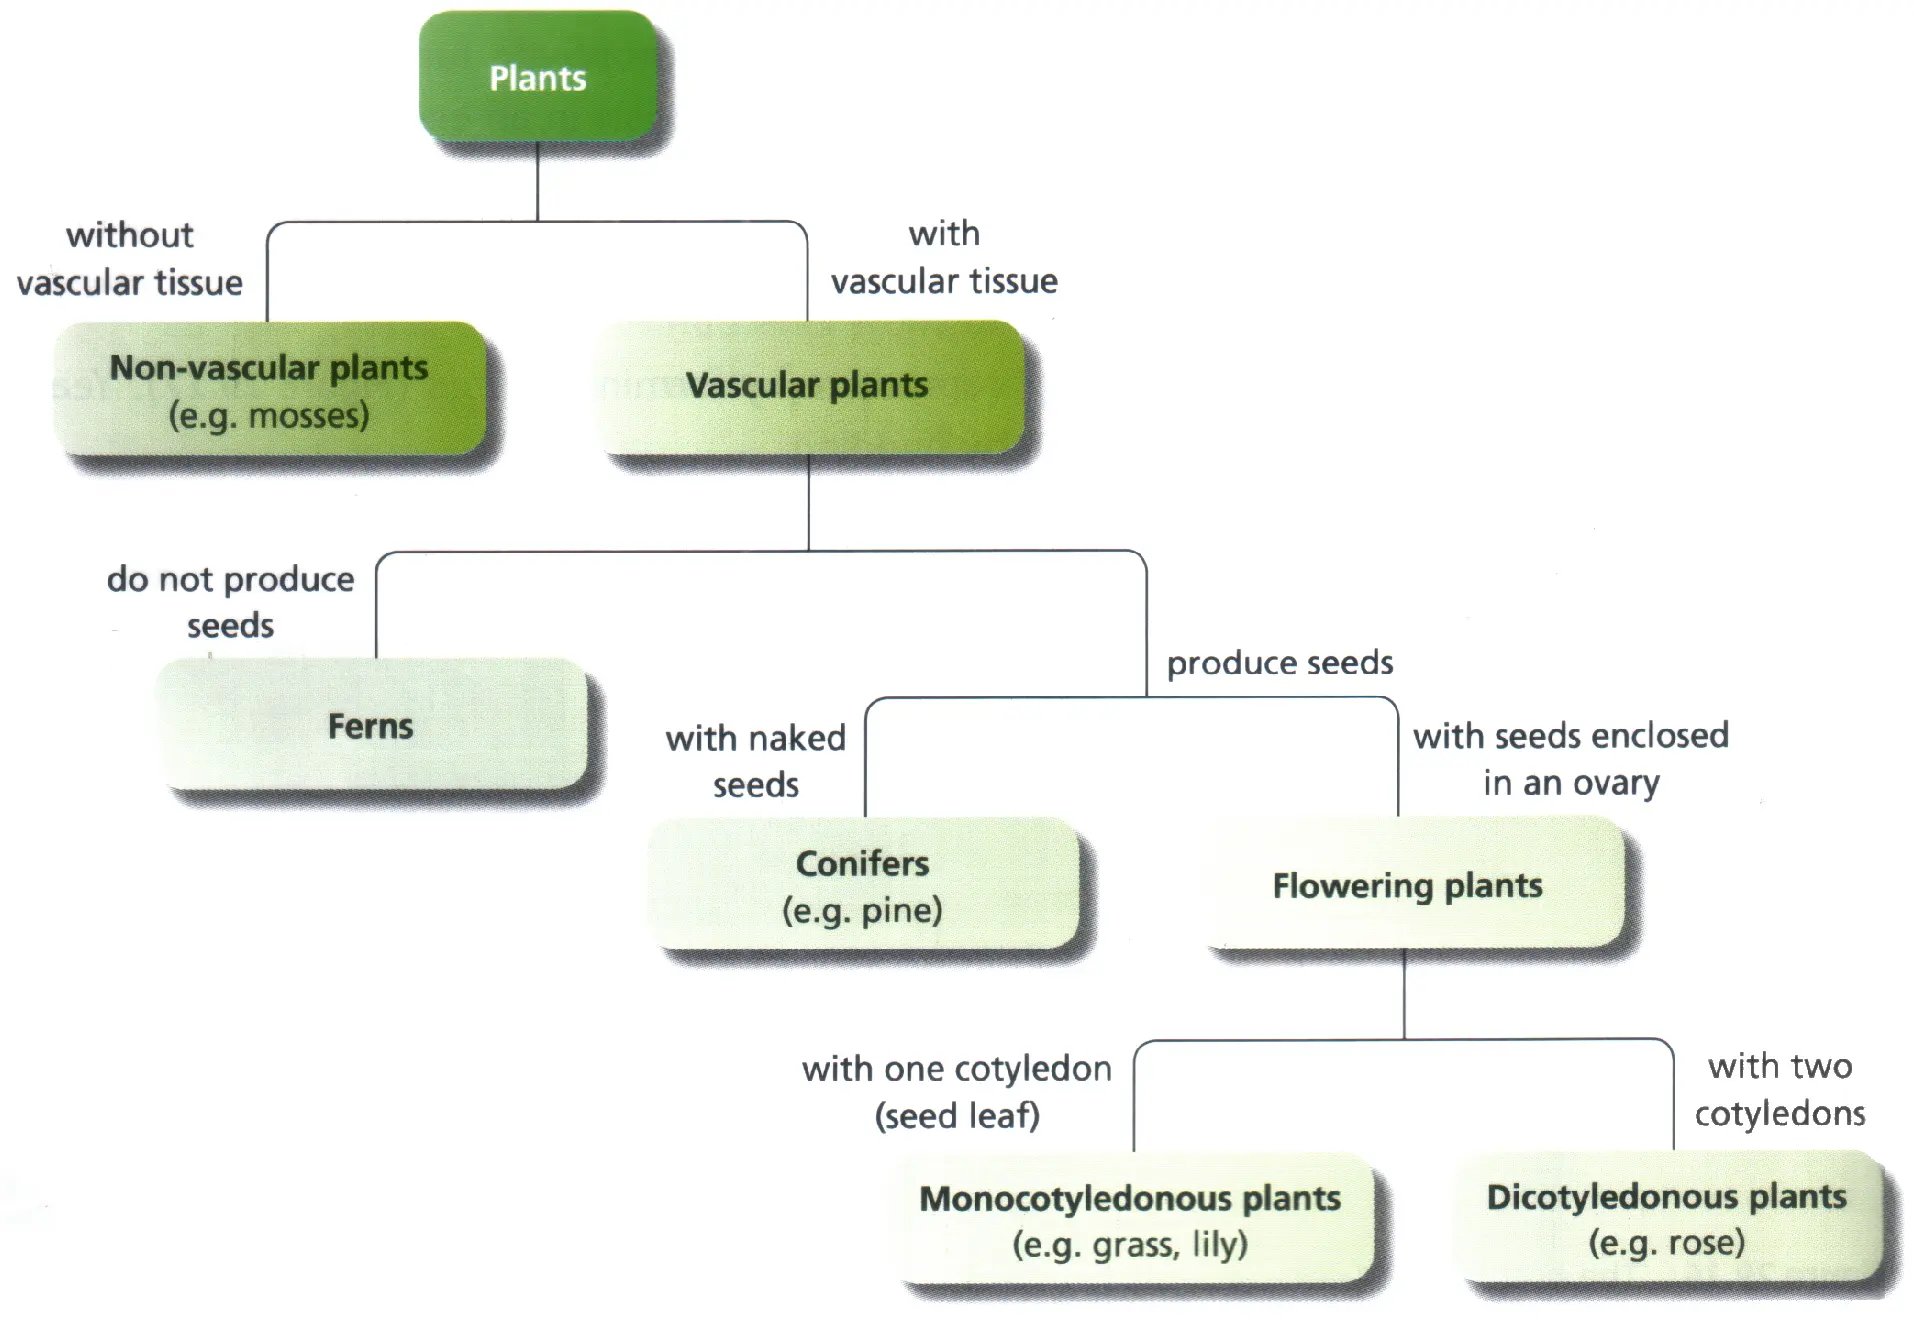 Plants
without
vascular tissue
with
vascular tissue
Non-vascular plants
(e.g. mosses)
Vascular plants
do not produce
seeds
produce seeds
Ferns
with naked
seeds
with seeds enclosed
in an ovary
Conifers
(e.g. pine)
Flowering plants
with one cotyledon
(seed leaf)
with two
cotyledons
Monocotyledonous plants
(e.g. grass, lily)
Dicotyledonous plants
(e.g. rose)